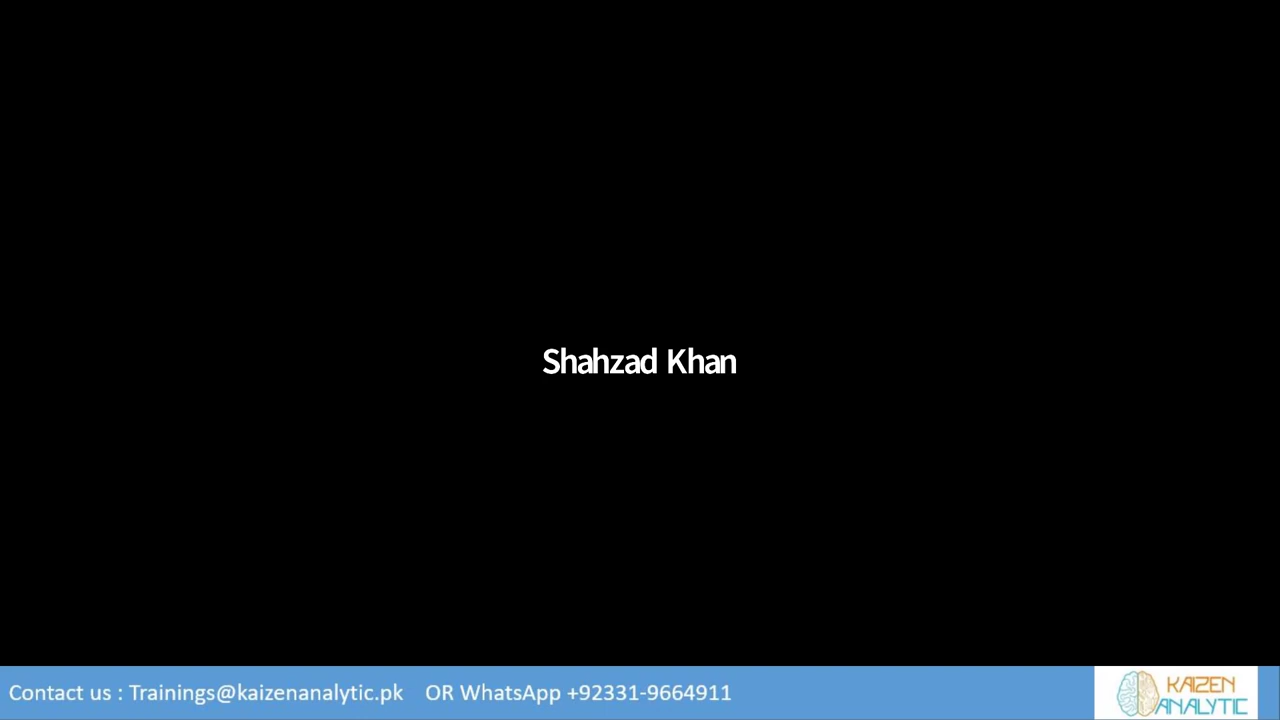 Shahzad Khan
Contact us : Trainings@kaizenanalytic.pk OR WhatsApp +92331-9664911
KAIZEN
ANALYTIC